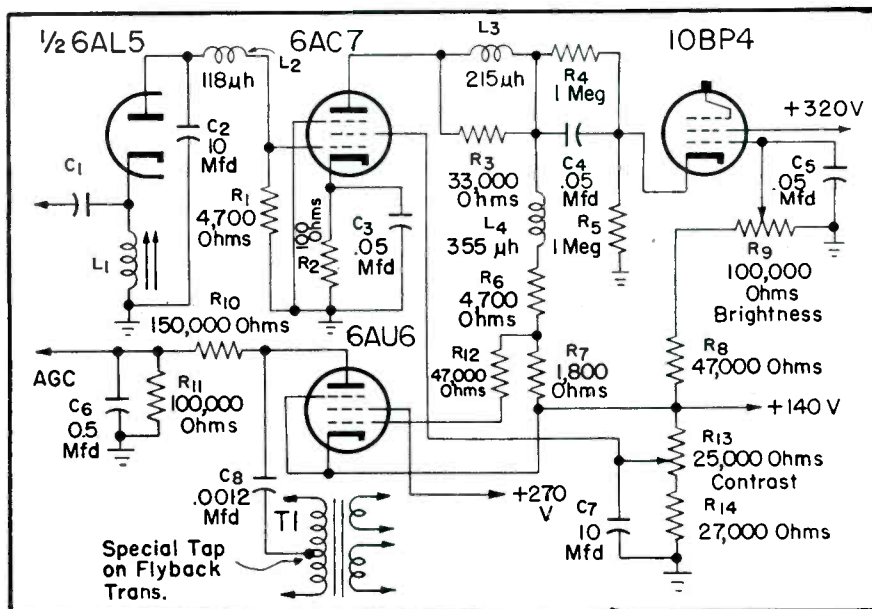 ½ 6AL5
6AC7
10BP4
L2
118μh
L3
215μh
R4
1 Meg
+320V
C2
10
Mfd
C1
R1
4,700
Ohms
100
Ohms
R2
C3
.05
Mfd
R3
33,000
Ohms
C4
.05
Mfd
C5
.05
Mfd
L4
355 μh
R5
1 Meg
R9
100,000
Ohms
Brightness
L1
R6
4,700
Ohms
R10
150,000 Ohms
6AU6
R12
47,000
Ohms
R7
1,800
Ohms
R8
47,000 Ohms
AGC
R11
100,000
Ohms
C6
0.5
Mfd
+140 V
R13
25,000 Ohms
Contrast
C8
.0012
Mfd
T1
+270
V
C7
10
Mfd
R14
27,000 Ohms
Special Tap
on Flyback
Trans.